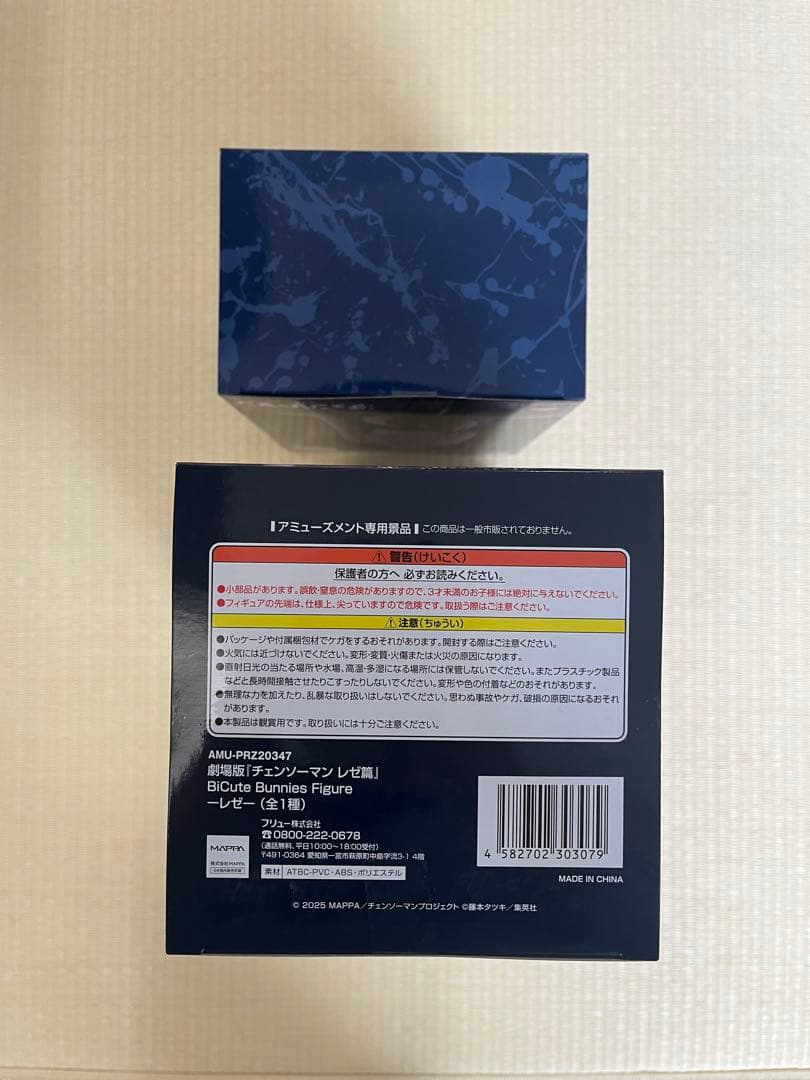 アミューズメント専用景品 この商品は一般市販されておりません。
警告(けいこく)
保護者の方へ 必ずお読みください。
●小部品があります。誤飲・窒息の危険がありますので、3才未満のお子様には絶対に与えないでください。
●フィギュアの先端は、仕様上、尖っていますので危険です。取扱う際はご注意ください。
注意(ちゅうい)
●パッケージや付属梱包材でケガをするおそれがあります。開封する際はご注意ください。
●火気には近づけないでください。変形・変質・火傷または火災の原因になります。
●直射日光の当たる場所や水場、高温・多湿になる場所には保管しないでください。またプラスチック製品
などと長時間接触させたりこすったりしないでください。変形や色の付着などのおそれがあります。
●無理な力を加えたり、乱暴な取り扱いはしないでください。思わぬ事故やケガ、破損の原因になるおそれ
があります。
●本製品は観賞用です。取り扱いには十分ご注意ください。
AMU-PRZ20347
劇場版『チェンソーマン レゼ篇』
BiCute Bunnies Figure
ーレゼー(全1種)
フリュー株式会社
☎0800-222-0678
(通話無料、平日10:00~18:00受付)
〒491-0364 愛知県一宮市萩原町中島字流3-1 4階
MAPPA
株式会社MAPPA
素材 ATBC-PVC・ABS・ポリエステル
4 582702 303079
MADE IN CHINA
© 2025 MAPPA/チェンソーマンプロジェクト ©藤本タツキ/集英社